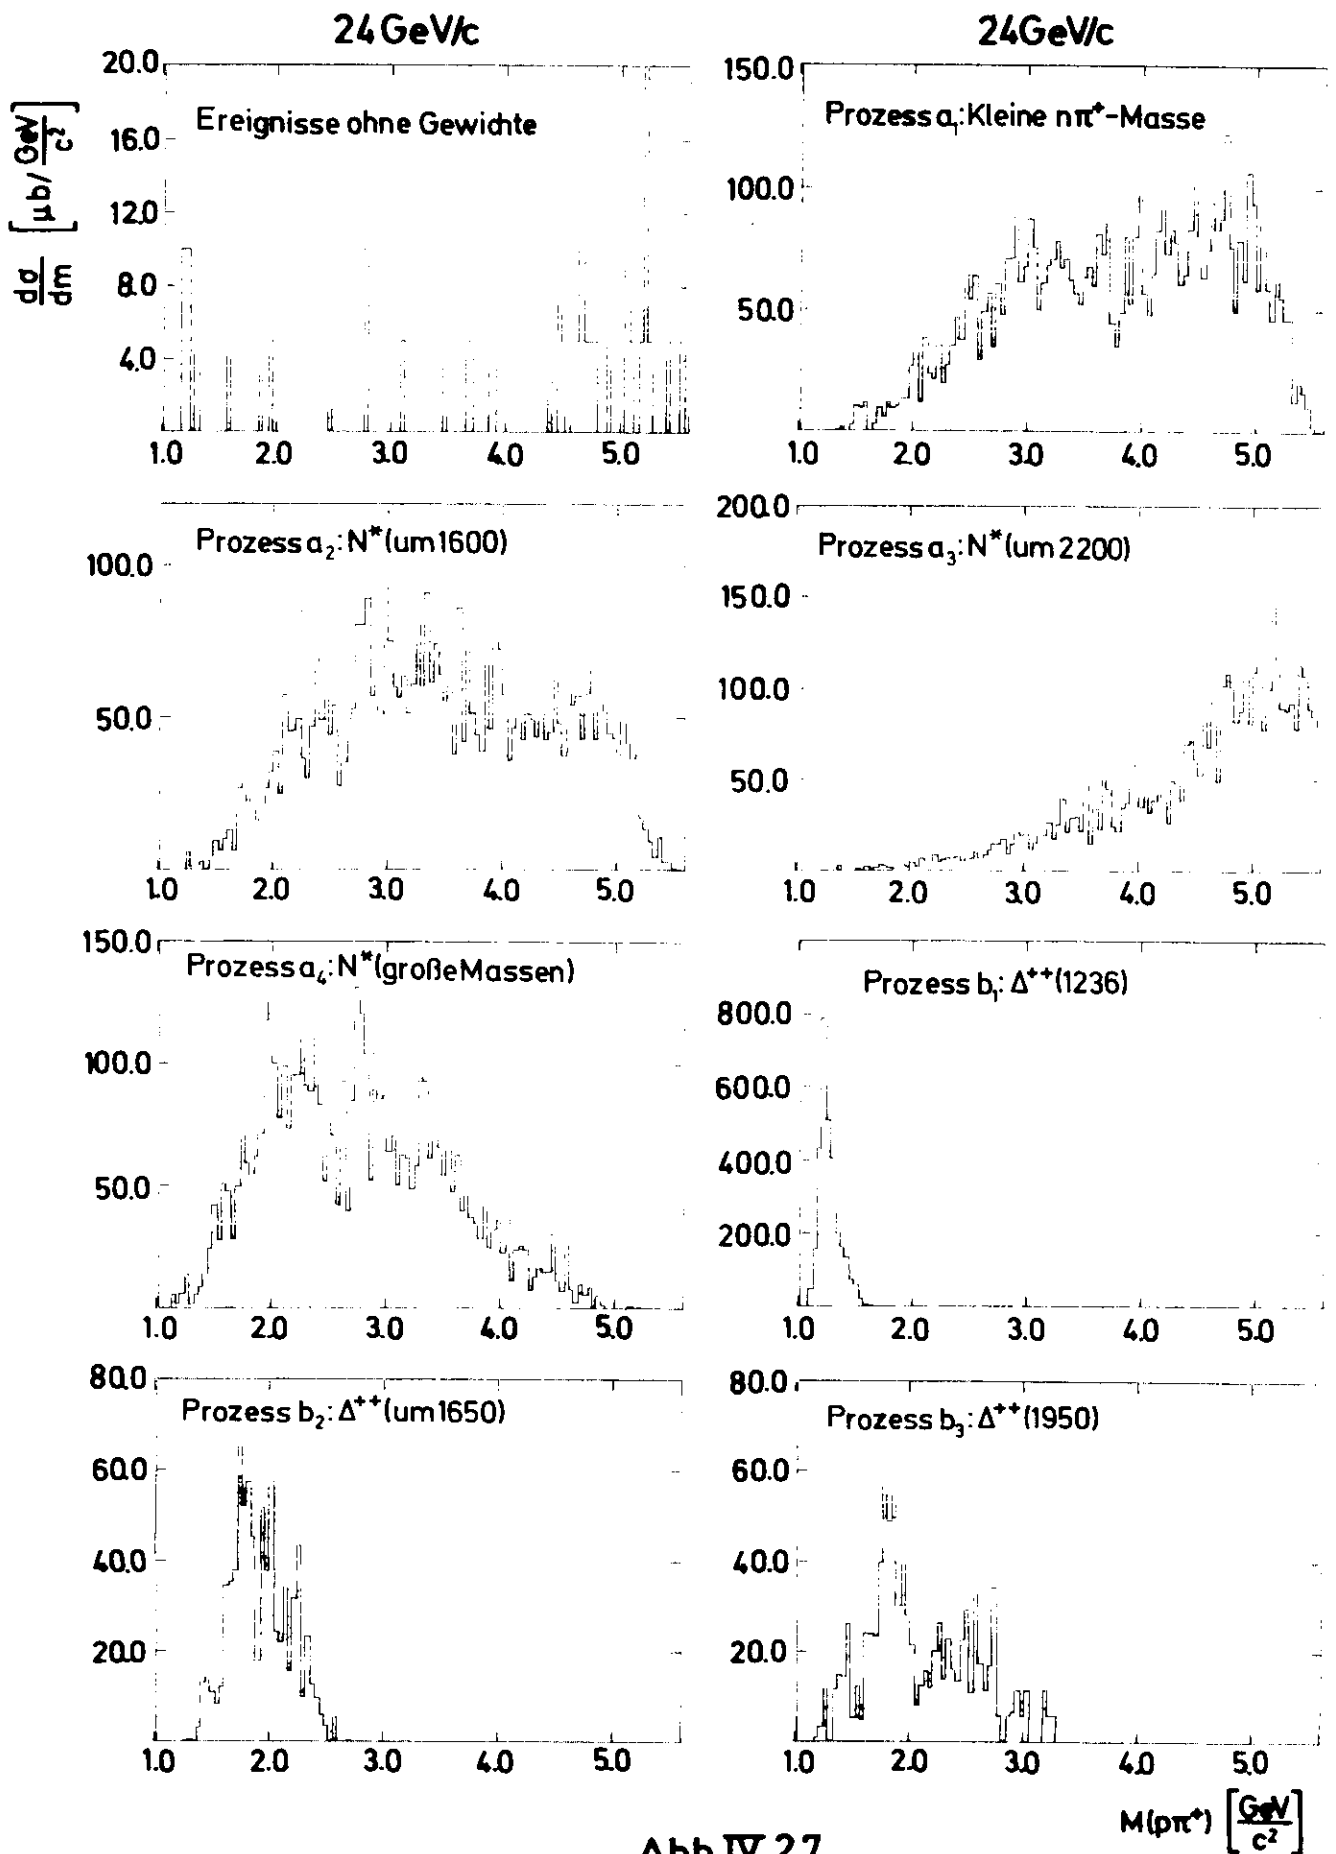 24 GeV/c
24GeV/c
20.0
16.0
12.0
8.0
4.0
dσ/dm [μb/ GeV/c²]
Ereignisse ohne Gewichte
1.0 2.0 3.0 4.0 5.0
150.0
100.0
50.0
Prozess a₁: Kleine nπ⁺-Masse
1.0 2.0 3.0 4.0 5.0
100.0
50.0
Prozess a₂: N*(um 1600)
1.0 2.0 3.0 4.0 5.0
200.0
150.0
100.0
50.0
Prozess a₃: N*(um 2200)
1.0 2.0 3.0 4.0 5.0
150.0
100.0
50.0
Prozess a₄: N*(große Massen)
1.0 2.0 3.0 4.0 5.0
800.0
600.0
400.0
200.0
Prozess b₁: Δ⁺⁺(1236)
1.0 2.0 3.0 4.0 5.0
80.0
60.0
40.0
20.0
Prozess b₂: Δ⁺⁺(um 1650)
1.0 2.0 3.0 4.0 5.0
80.0
60.0
40.0
20.0
Prozess b₃: Δ⁺⁺(1950)
1.0 2.0 3.0 4.0 5.0
M(pπ⁺) [GeV/c²]
Abb IV 27